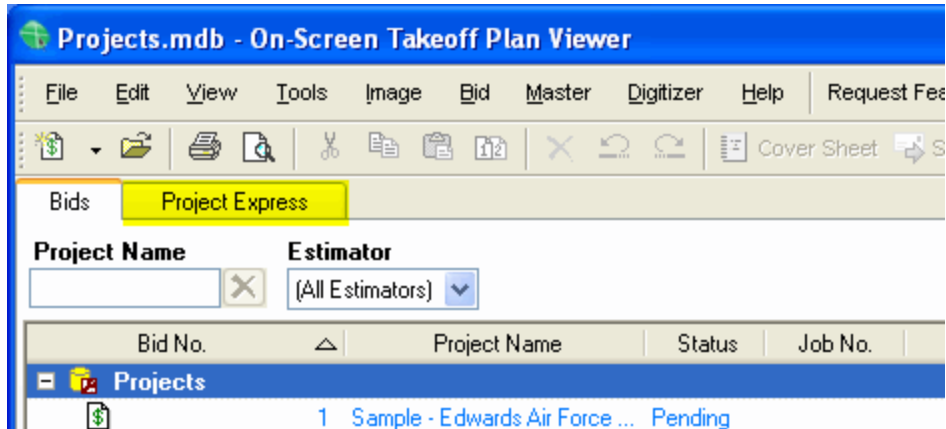 Projects.mdb - On-Screen Takeoff Plan Viewer
File Edit View Tools Image Bid Master Digitizer Help Request Fea
Cover Sheet S
Bids Project Express
Project Name Estimator
(All Estimators)
Bid No. Project Name Status Job No.
Projects
1 Sample - Edwards Air Force ... Pending